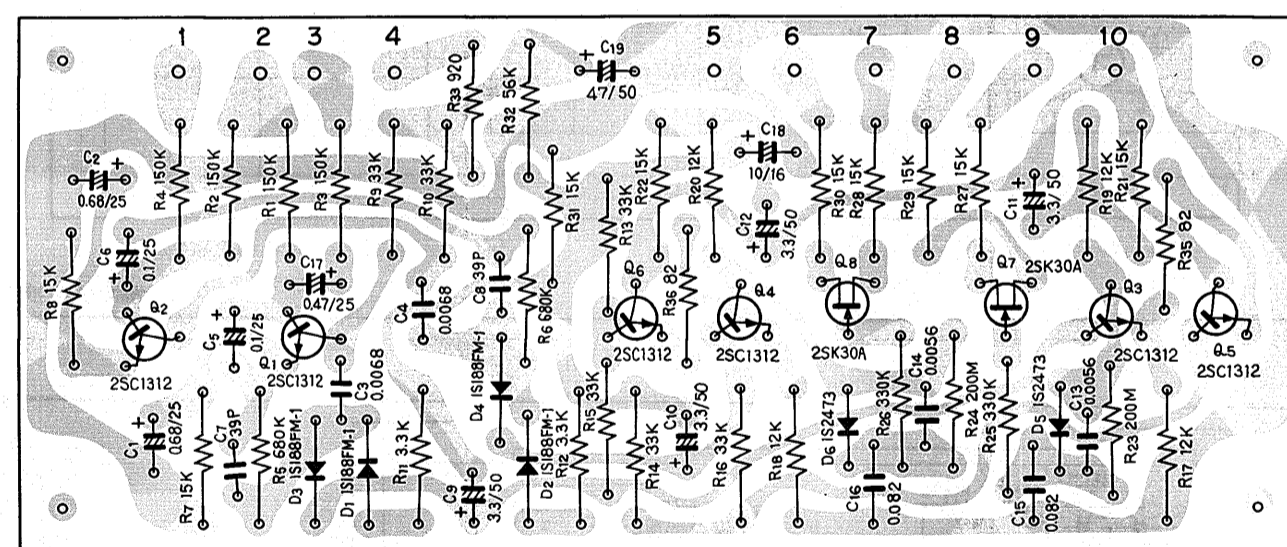 1 2 3 4 5 6 7 8 9 10
R33 920
R32 56K
+ C19
47/50
C2 +
0.68/25
R4 150K
R2 150K
R1 150K
R3 150K
R9 33K
R10 33K
R31 15K
R13 33K
R22 15K
R20 12K
+ C18
10/16
R30 15K
R28 15K
R29 15K
R27 15K
C11 + 3.3/50
R19 12K
R21 15K
R35 82
R8 15K
C6 + 0.1/25
C17 +
0.47/25
C4 0.0068
C8 39P
R6 680K
R36 82
C12 + 3.3/50
Q2
2SC1312
C5 + 0.1/25
Q1
2SC1312
C3 0.0068
Q6
2SC1312
Q4
2SC1312
Q8
2SK30A
Q7
2SK30A
Q3
2SC1312
Q5
2SC1312
C1 + 0.68/25
R7 15K
C7 39P
R5 680K
D3 1S188FM-1
D1 1S188FM-1
R11 3.3K
D4 1S188FM-1
C9 + 3.3/50
D2 1S188FM-1
R12 3.3K
R15 33K
R14 33K
C10 + 3.3/50
R16 33K
R18 12K
D6 1S2473
C16 0.082
R26 330K
C14 0.0056
R24 200M
R25 330K
C15 0.082
D5 1S2473
C13 0.0056
R23 200M
R17 12K